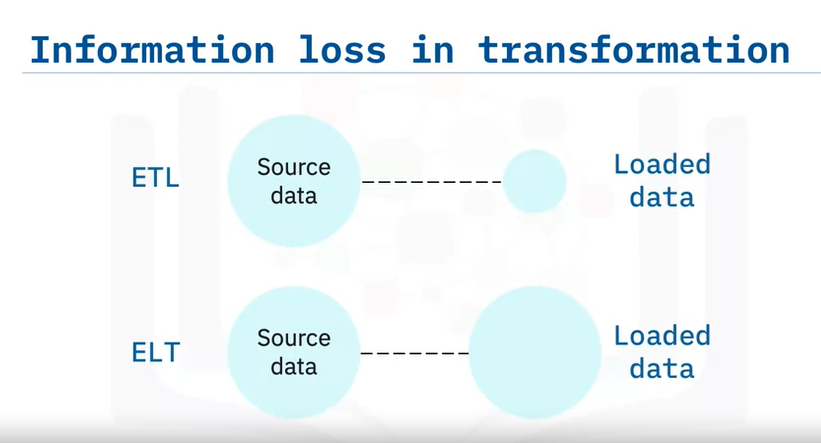 Information loss in transformation
ETL
Source
data
Loaded
data
ELT
Source
data
Loaded
data